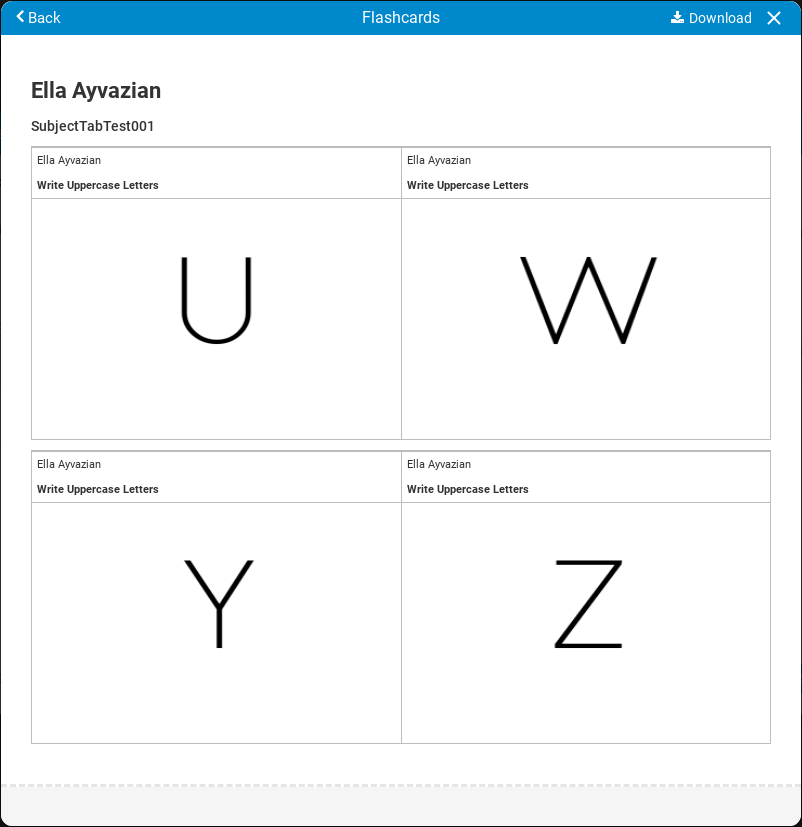 Back Flashcards Download
Ella Ayvazian
SubjectTabTest001
Ella Ayvazian
Write Uppercase Letters
U
Ella Ayvazian
Write Uppercase Letters
W
Ella Ayvazian
Write Uppercase Letters
Y
Ella Ayvazian
Write Uppercase Letters
Z